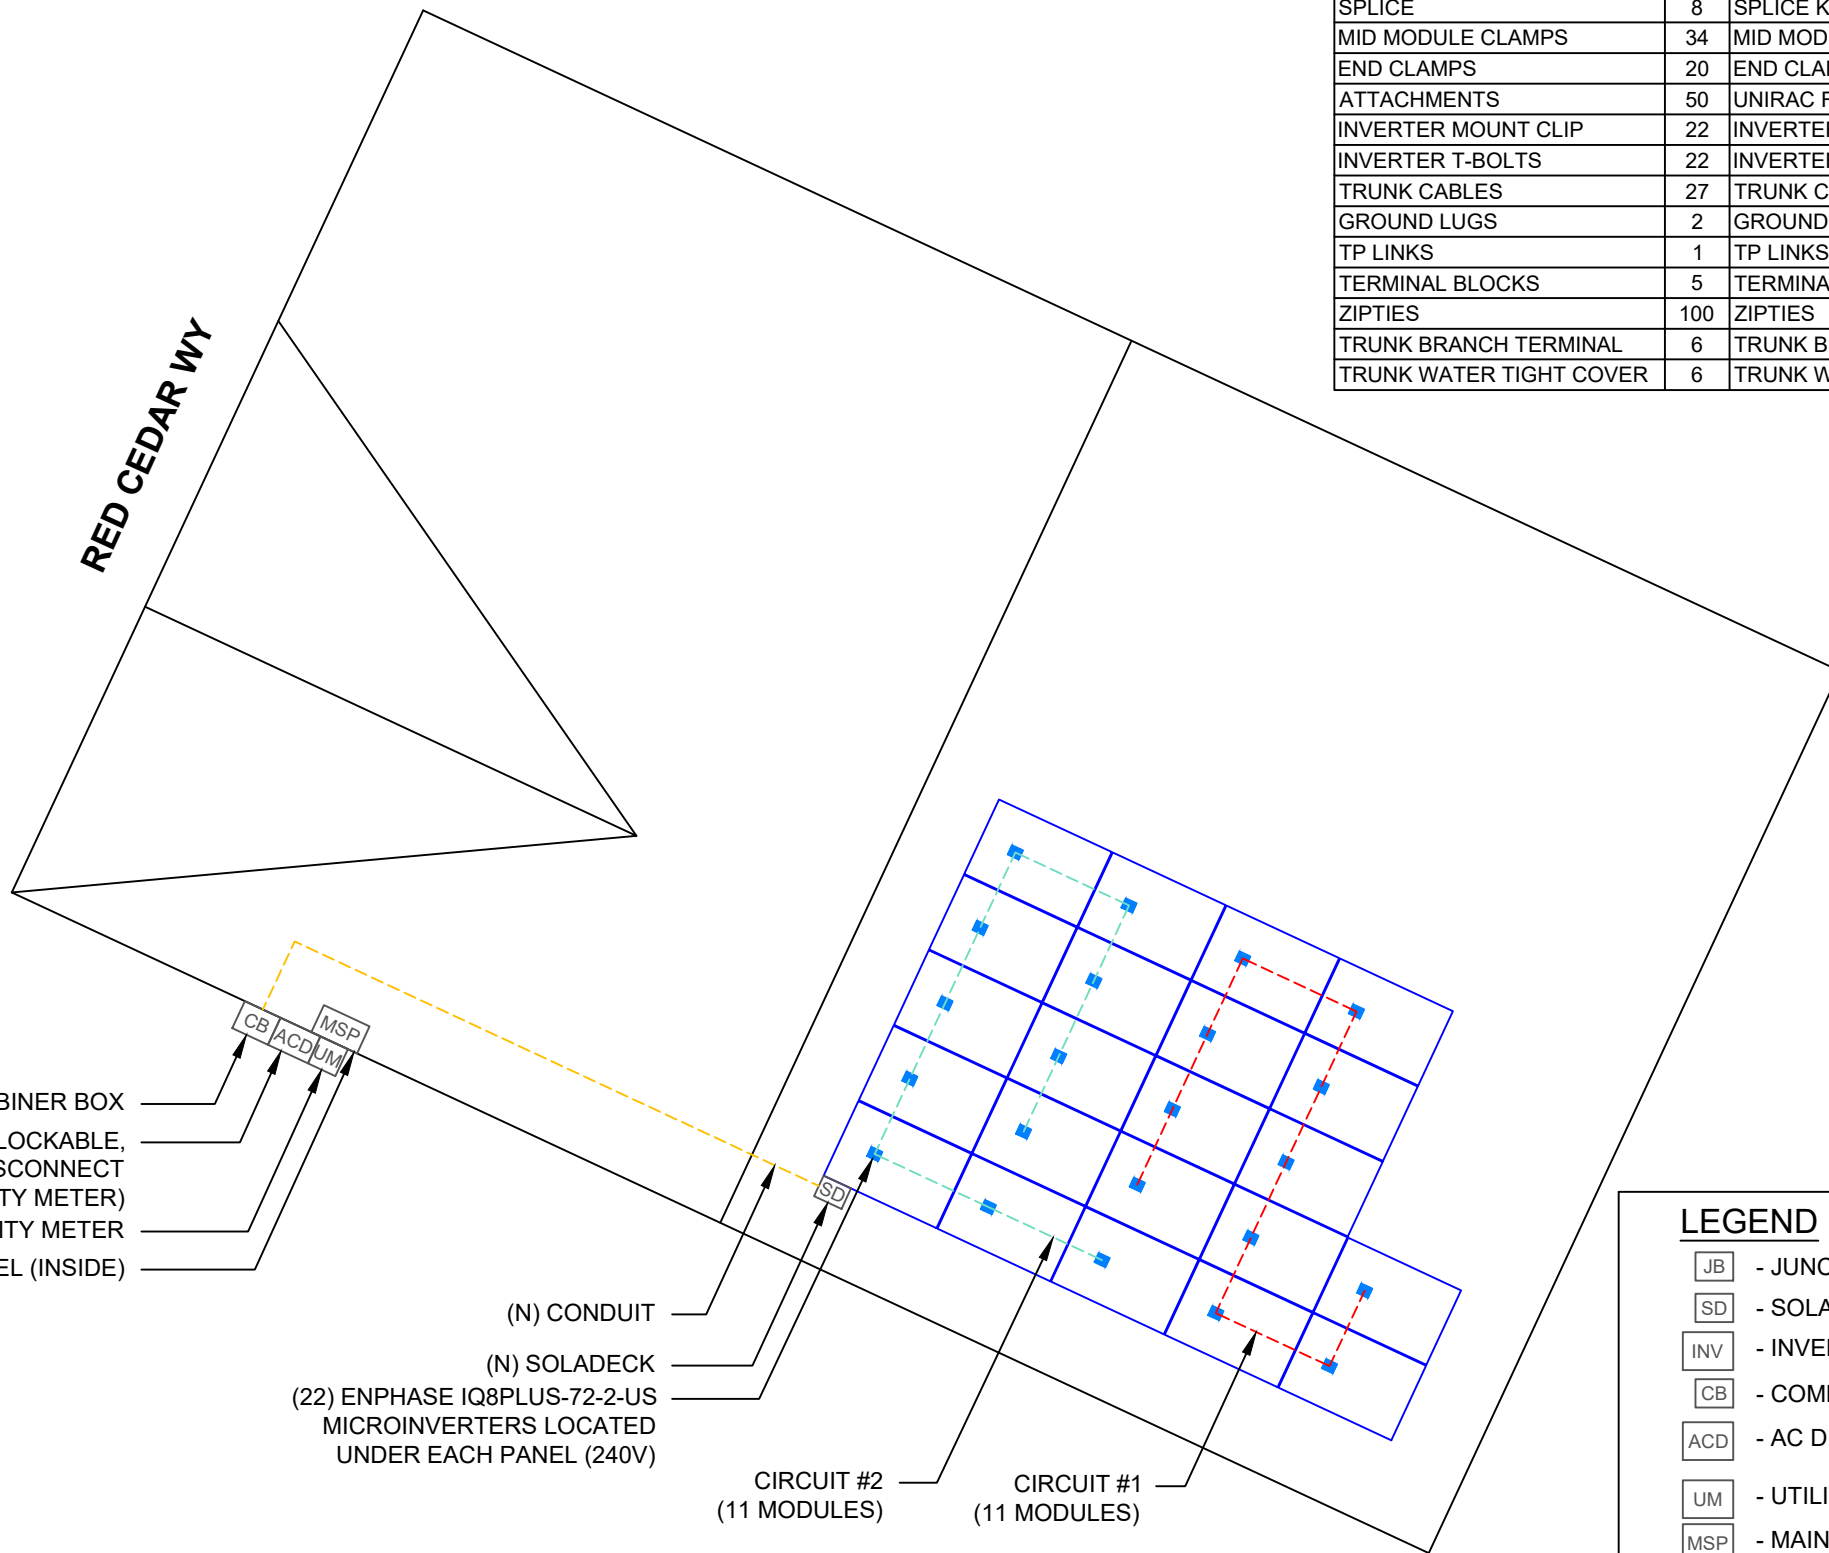 SPLICE 8 SPLICE K
MID MODULE CLAMPS 34 MID MOD
END CLAMPS 20 END CLA
ATTACHMENTS 50 UNIRAC F
INVERTER MOUNT CLIP 22 INVERTE
INVERTER T-BOLTS 22 INVERTE
TRUNK CABLES 27 TRUNK C
GROUND LUGS 2 GROUND
TP LINKS 1 TP LINKS
TERMINAL BLOCKS 5 TERMINA
ZIPTIES 100 ZIPTIES
TRUNK BRANCH TERMINAL 6 TRUNK B
TRUNK WATER TIGHT COVER 6 TRUNK W
RED CEDAR WY
CB
ACD
UM
MSP
BINER BOX
LOCKABLE,
SCONNECT
TY METER)
ITY METER
EL (INSIDE)
SD
(N) CONDUIT
(N) SOLADECK
(22) ENPHASE IQ8PLUS-72-2-US
MICROINVERTERS LOCATED
UNDER EACH PANEL (240V)
CIRCUIT #2
(11 MODULES)
CIRCUIT #1
(11 MODULES)
LEGEND
JB - JUNC
SD - SOLA
INV - INVE
CB - COM
ACD - AC D
UM - UTILI
MSP - MAIN